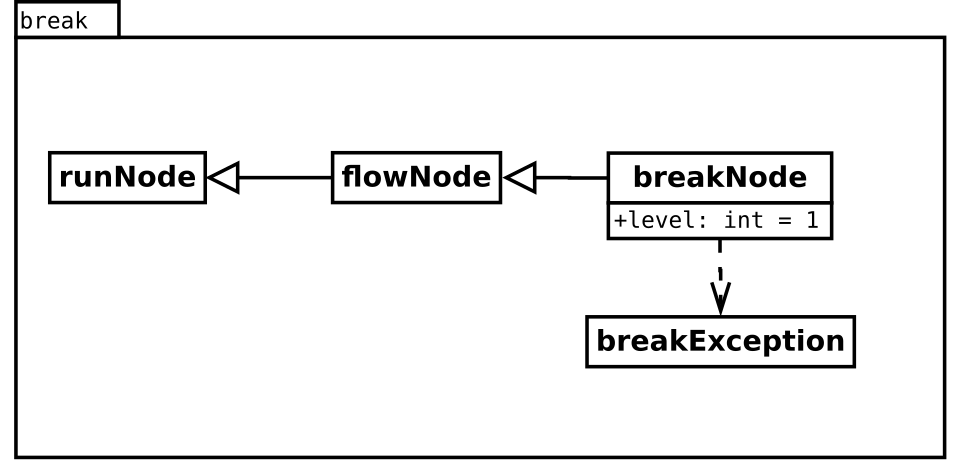 break
runNode
flowNode
breakNode
+level: int = 1
breakException